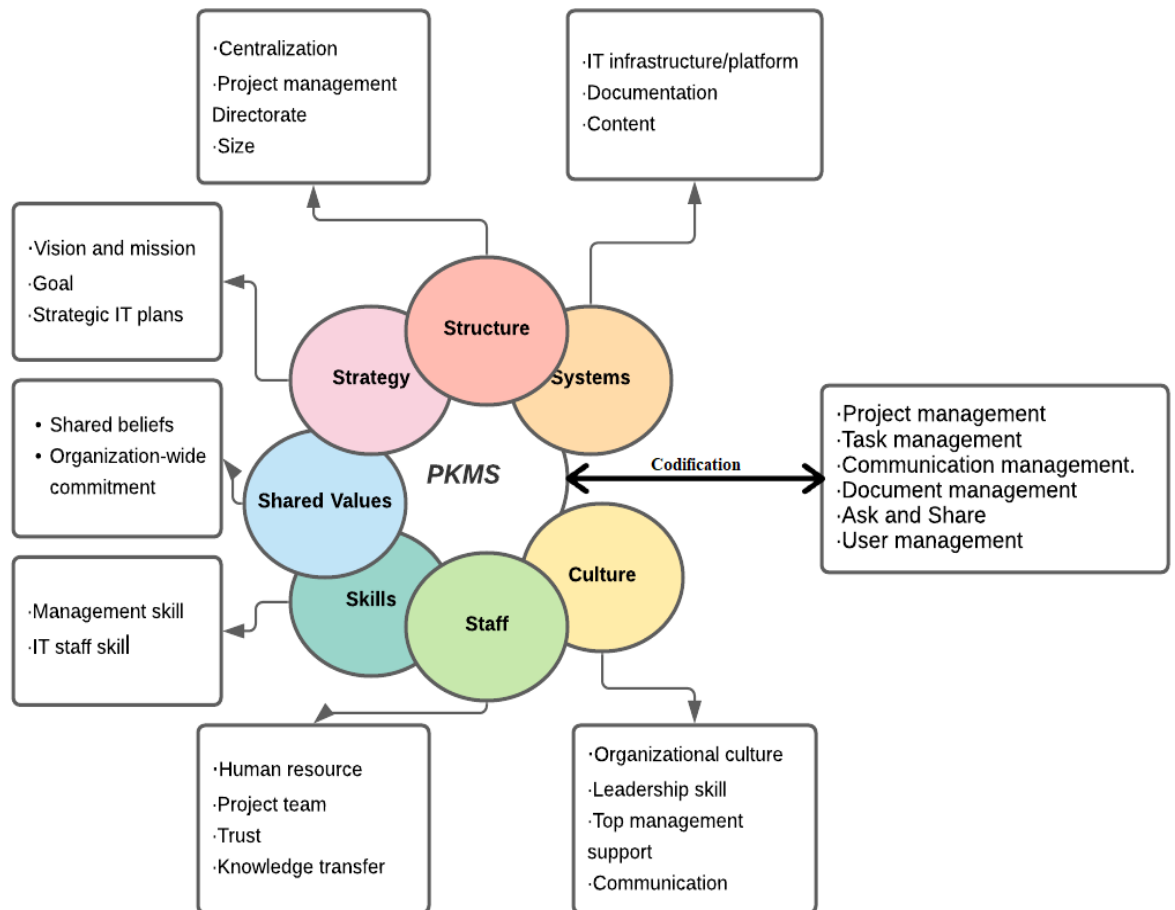 ·Centralization
·Project management
Directorate
·Size
·IT infrastructure/platform
·Documentation
·Content
·Vision and mission
·Goal
·Strategic IT plans
Structure
Strategy
Systems
• Shared beliefs
• Organization-wide
commitment
Shared Values
PKMS
Codification
·Project management
·Task management
·Communication management.
·Document management
·Ask and Share
·User management
·Management skill
·IT staff skill
Skills
Staff
Culture
·Human resource
·Project team
·Trust
·Knowledge transfer
·Organizational culture
·Leadership skill
·Top management
support
·Communication